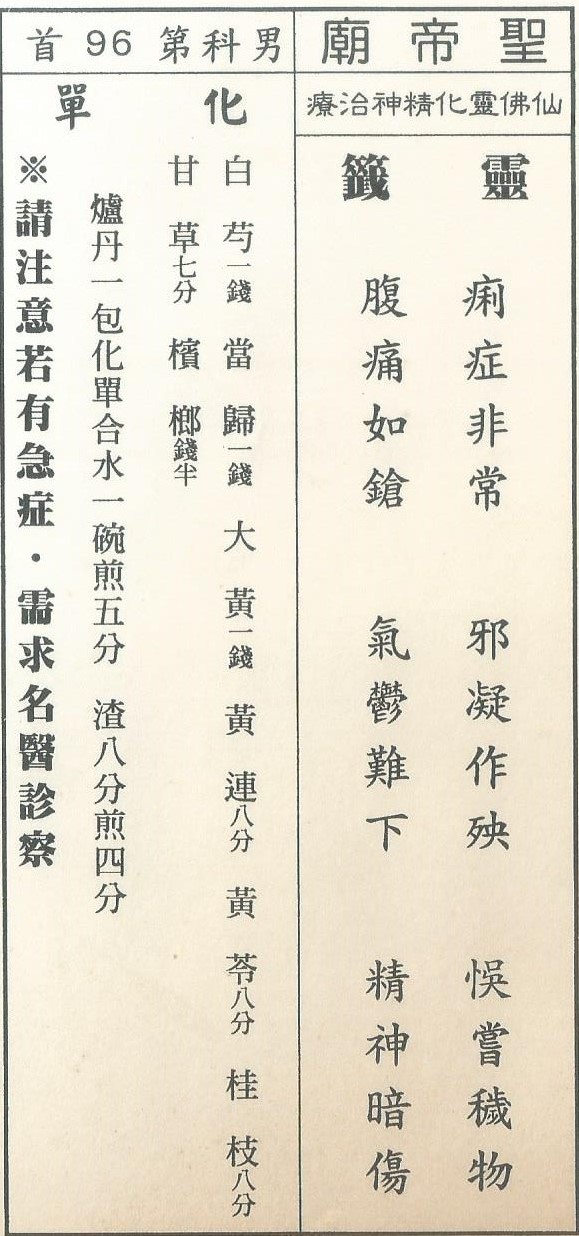 聖帝廟
仙佛靈化精神治療
靈籤
痢症非常 邪凝作殃 悞嘗穢物
腹痛如鎗 氣鬱難下 精神暗傷
男科第96首
化單
白芍一錢 當歸一錢 大黃一錢 黃連八分 黃苓八分 桂枝八分
甘草七分 檳榔錢半
爐丹一包化單合水一碗煎五分 渣八分煎四分
※請注意若有急症・需求名醫診察